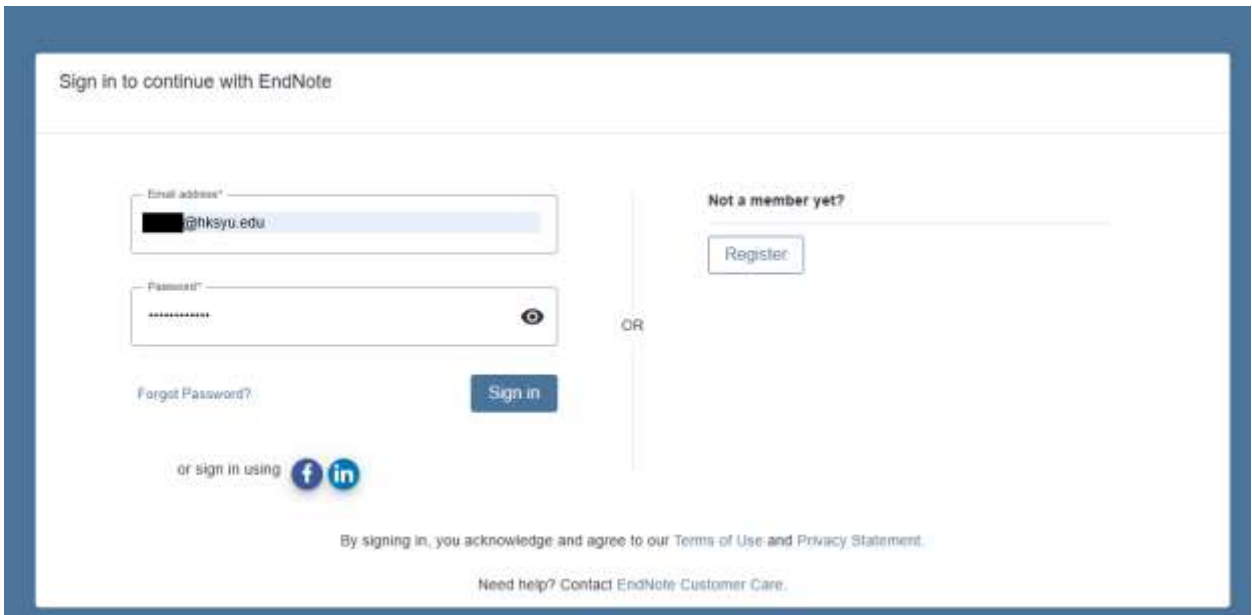 Sign in to continue with EndNote
Email address*
@hksyu.edu
Password*
Forgot Password?
Sign in
or sign in using
f in
OR
Not a member yet?
Register
By signing in, you acknowledge and agree to our Terms of Use and Privacy Statement.
Need help? Contact EndNote Customer Care.